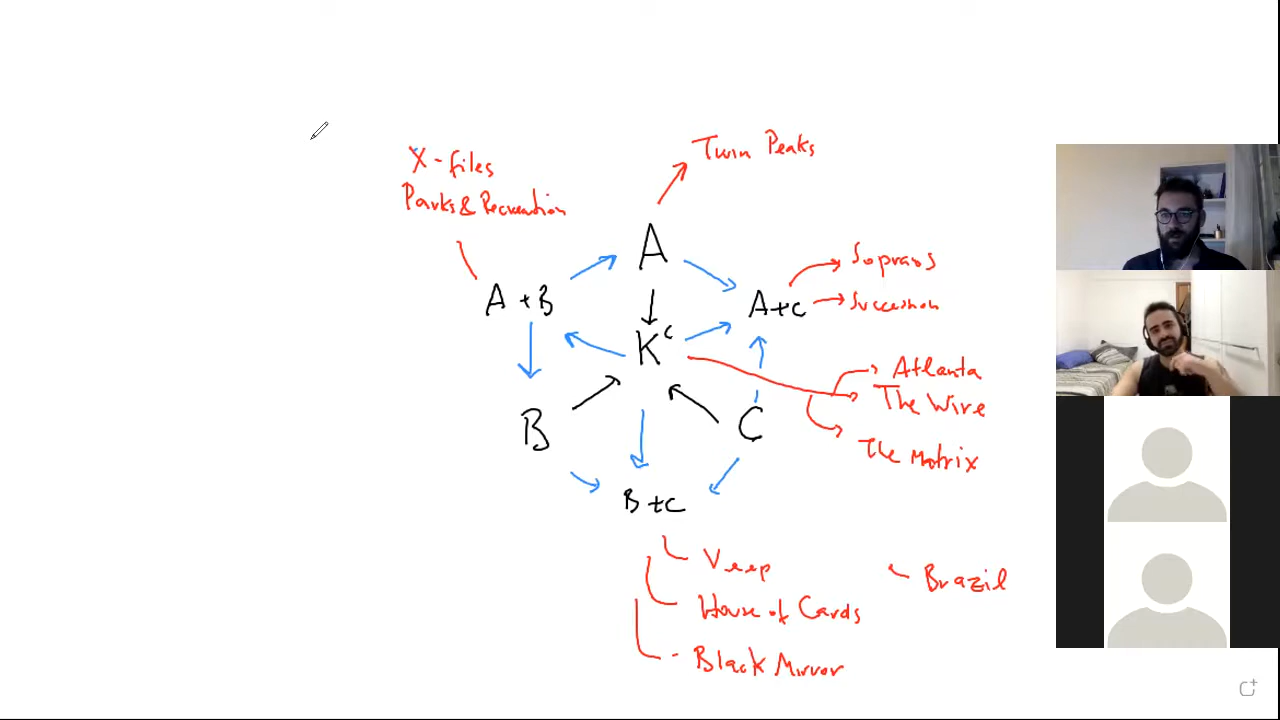 X-files
Parks & Recreation
Twin Peaks
A
A + B
A+C
Sopranos
Succession
K^c
Atlanta
The Wire
The Matrix
B
C
B+C
Veep
House of Cards
Black Mirror
Brazil